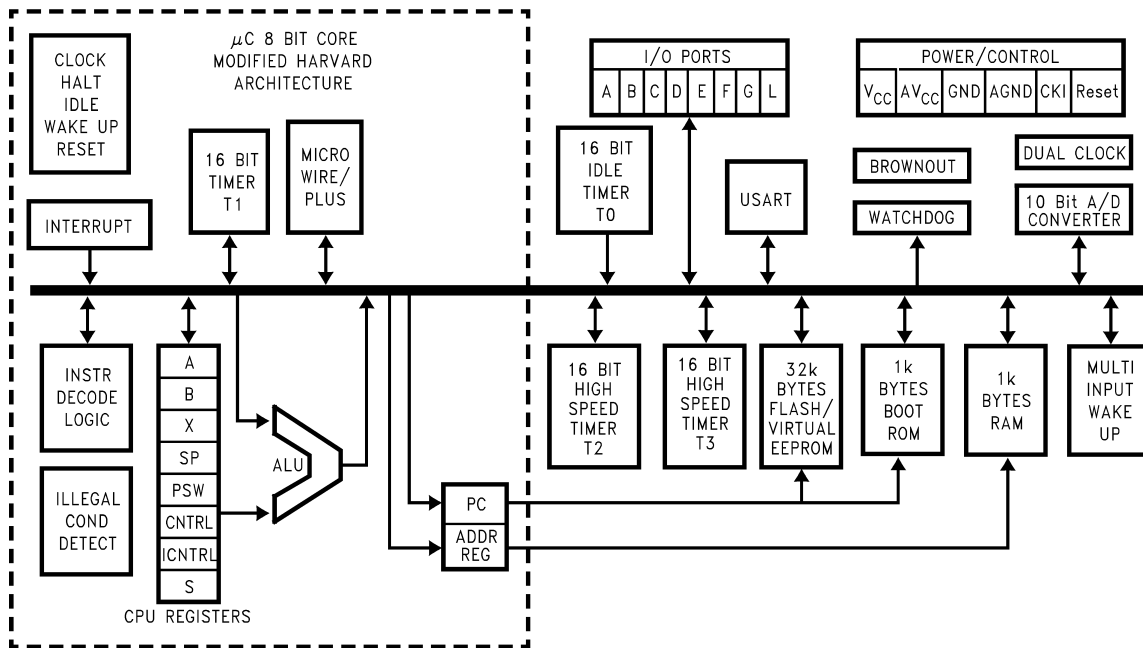 CLOCK
HALT
IDLE
WAKE UP
RESET
μC 8 BIT CORE
MODIFIED HARVARD
ARCHITECTURE
I/O PORTS
A B C D E F G L
POWER/CONTROL
VCC AVCC GND AGND CKI Reset
16 BIT
TIMER
T1
MICRO
WIRE/
PLUS
16 BIT
IDLE
TIMER
T0
USART
BROWNOUT
WATCHDOG
DUAL CLOCK
10 Bit A/D
CONVERTER
INTERRUPT
INSTR
DECODE
LOGIC
ILLEGAL
COND
DETECT
A
B
X
SP
PSW
CNTRL
ICNTRL
S
CPU REGISTERS
ALU
PC
ADDR
REG
16 BIT
HIGH
SPEED
TIMER
T2
16 BIT
HIGH
SPEED
TIMER
T3
32k
BYTES
FLASH/
VIRTUAL
EEPROM
1k
BYTES
BOOT
ROM
1k
BYTES
RAM
MULTI
INPUT
WAKE
UP